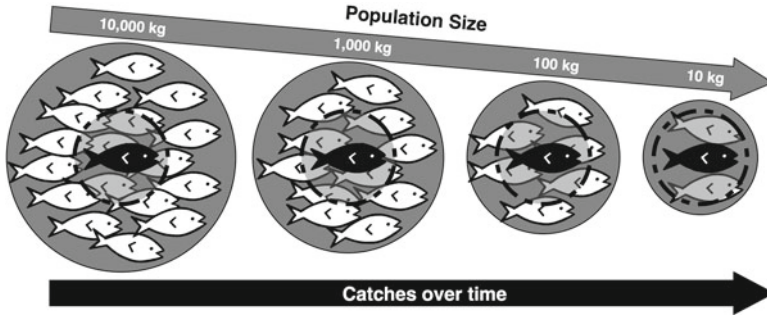 Population Size
10,000 kg
1,000 kg
100 kg
10 kg
Catches over time